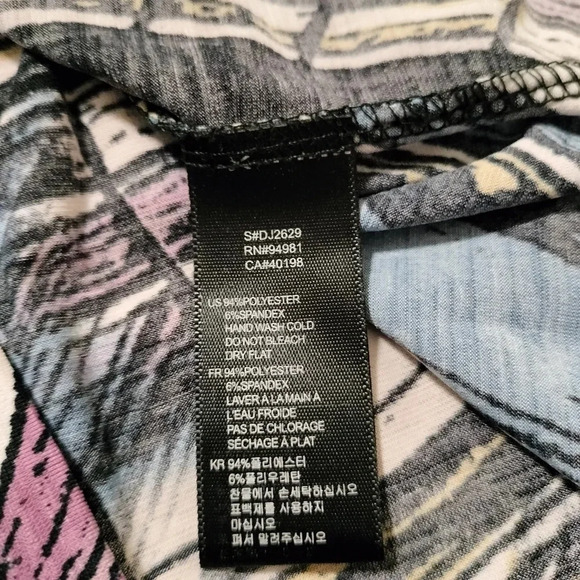 S#DJ2629
RN#94981
CA#40198
US 94%POLYESTER
6%SPANDEX
HAND WASH COLD
DO NOT BLEACH
DRY FLAT
FR 94%POLYESTER
6%SPANDEX
LAVER A LA MAIN À
L'EAU FROIDE
PAS DE CHLORAGE
SÉCHAGE À PLAT
KR 94%폴리에스터
6%폴리우레탄
찬물에서 손세탁하십시오
표백제를 사용하지
마십시오
펴서 말려주십시오